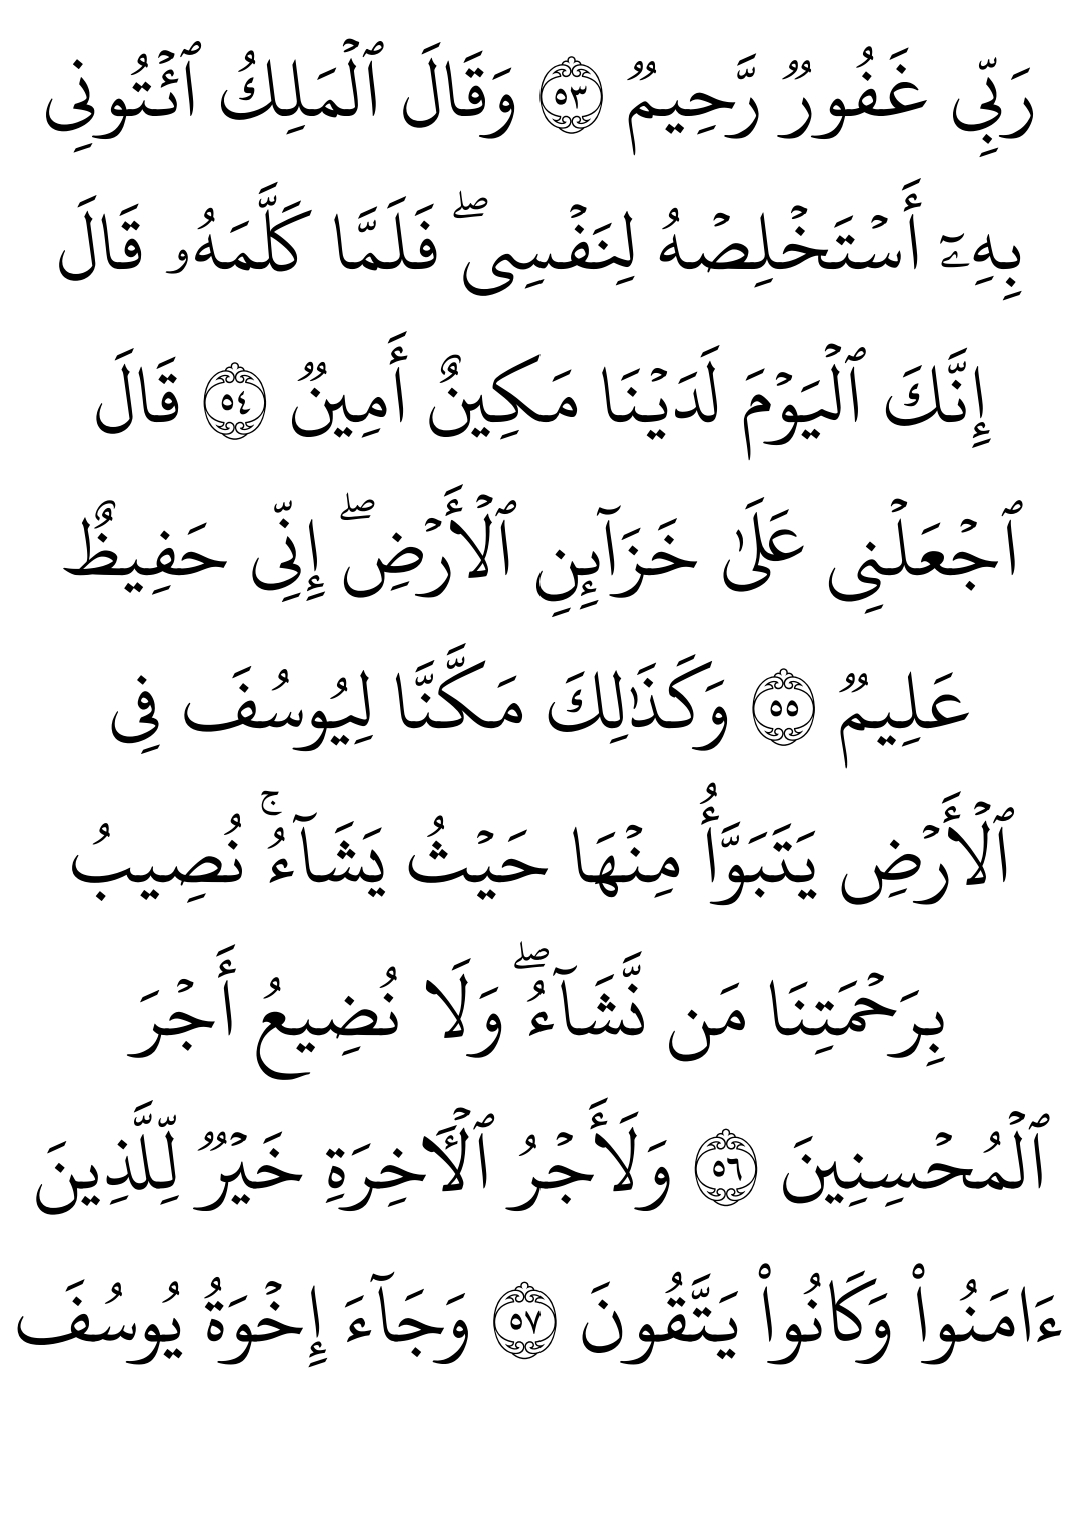 رَبِّى غَفُورٌ رَّحِيمٌ ٥٣ وَقَالَ ٱلْمَلِكُ ٱئْتُونِى
بِهِۦٓ أَسْتَخْلِصْهُ لِنَفْسِى ۖ فَلَمَّا كَلَّمَهُۥ قَالَ
إِنَّكَ ٱلْيَوْمَ لَدَيْنَا مَكِينٌ أَمِينٌ ٥٤ قَالَ
ٱجْعَلْنِى عَلَىٰ خَزَآئِنِ ٱلْأَرْضِ ۖ إِنِّى حَفِيظٌ
عَلِيمٌ ٥٥ وَكَذَٰلِكَ مَكَّنَّا لِيُوسُفَ فِى
ٱلْأَرْضِ يَتَبَوَّأُ مِنْهَا حَيْثُ يَشَآءُ ۚ نُصِيبُ
بِرَحْمَتِنَا مَن نَّشَآءُ ۖ وَلَا نُضِيعُ أَجْرَ
ٱلْمُحْسِنِينَ ٥٦ وَلَأَجْرُ ٱلْـَٔاخِرَةِ خَيْرٌ لِّلَّذِينَ
ءَامَنُوا۟ وَكَانُوا۟ يَتَّقُونَ ٥٧ وَجَآءَ إِخْوَةُ يُوسُفَ